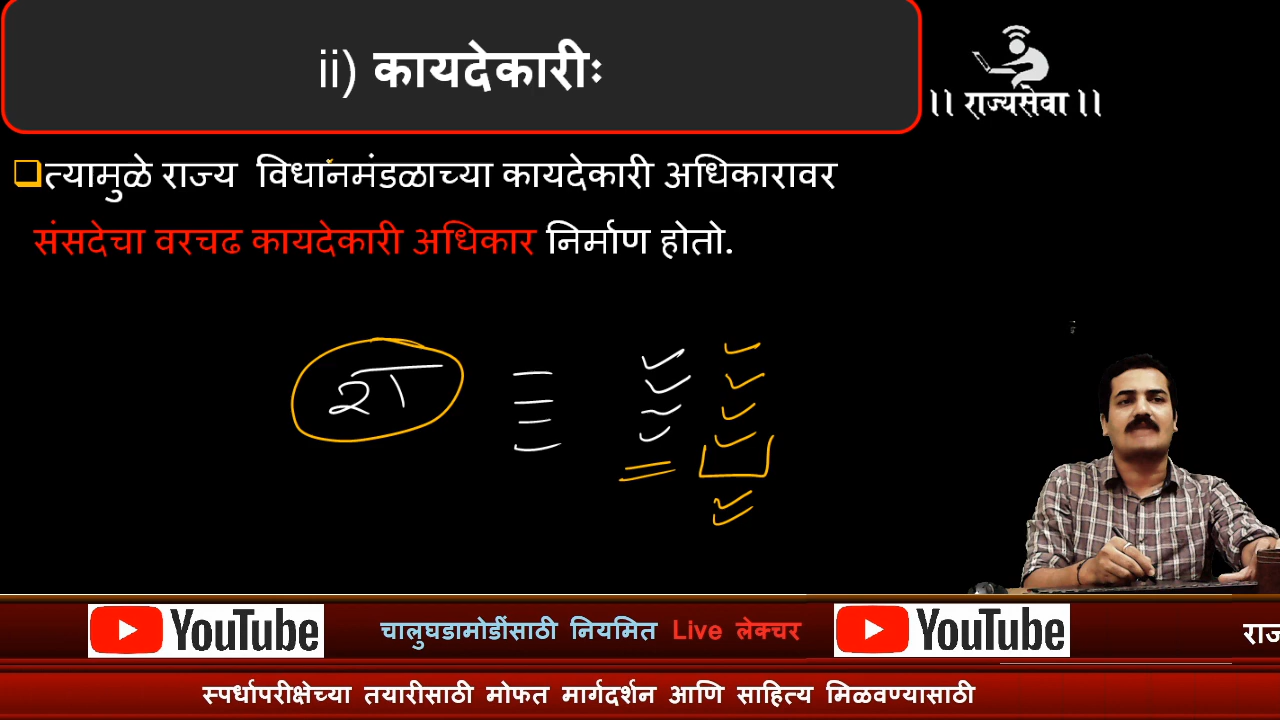 ii) कायदेकारीः
।। राज्यसेवा ।।
त्यामुळे राज्य विधानमंडळाच्या कायदेकारी अधिकारावर
संसदेचा वरचढ कायदेकारी अधिकार निर्माण होतो.
YouTube
चालुघडामोडींसाठी नियमित Live लेक्चर
YouTube
स्पर्धापरीक्षेच्या तयारीसाठी मोफत मार्गदर्शन आणि साहित्य मिळवण्यासाठी